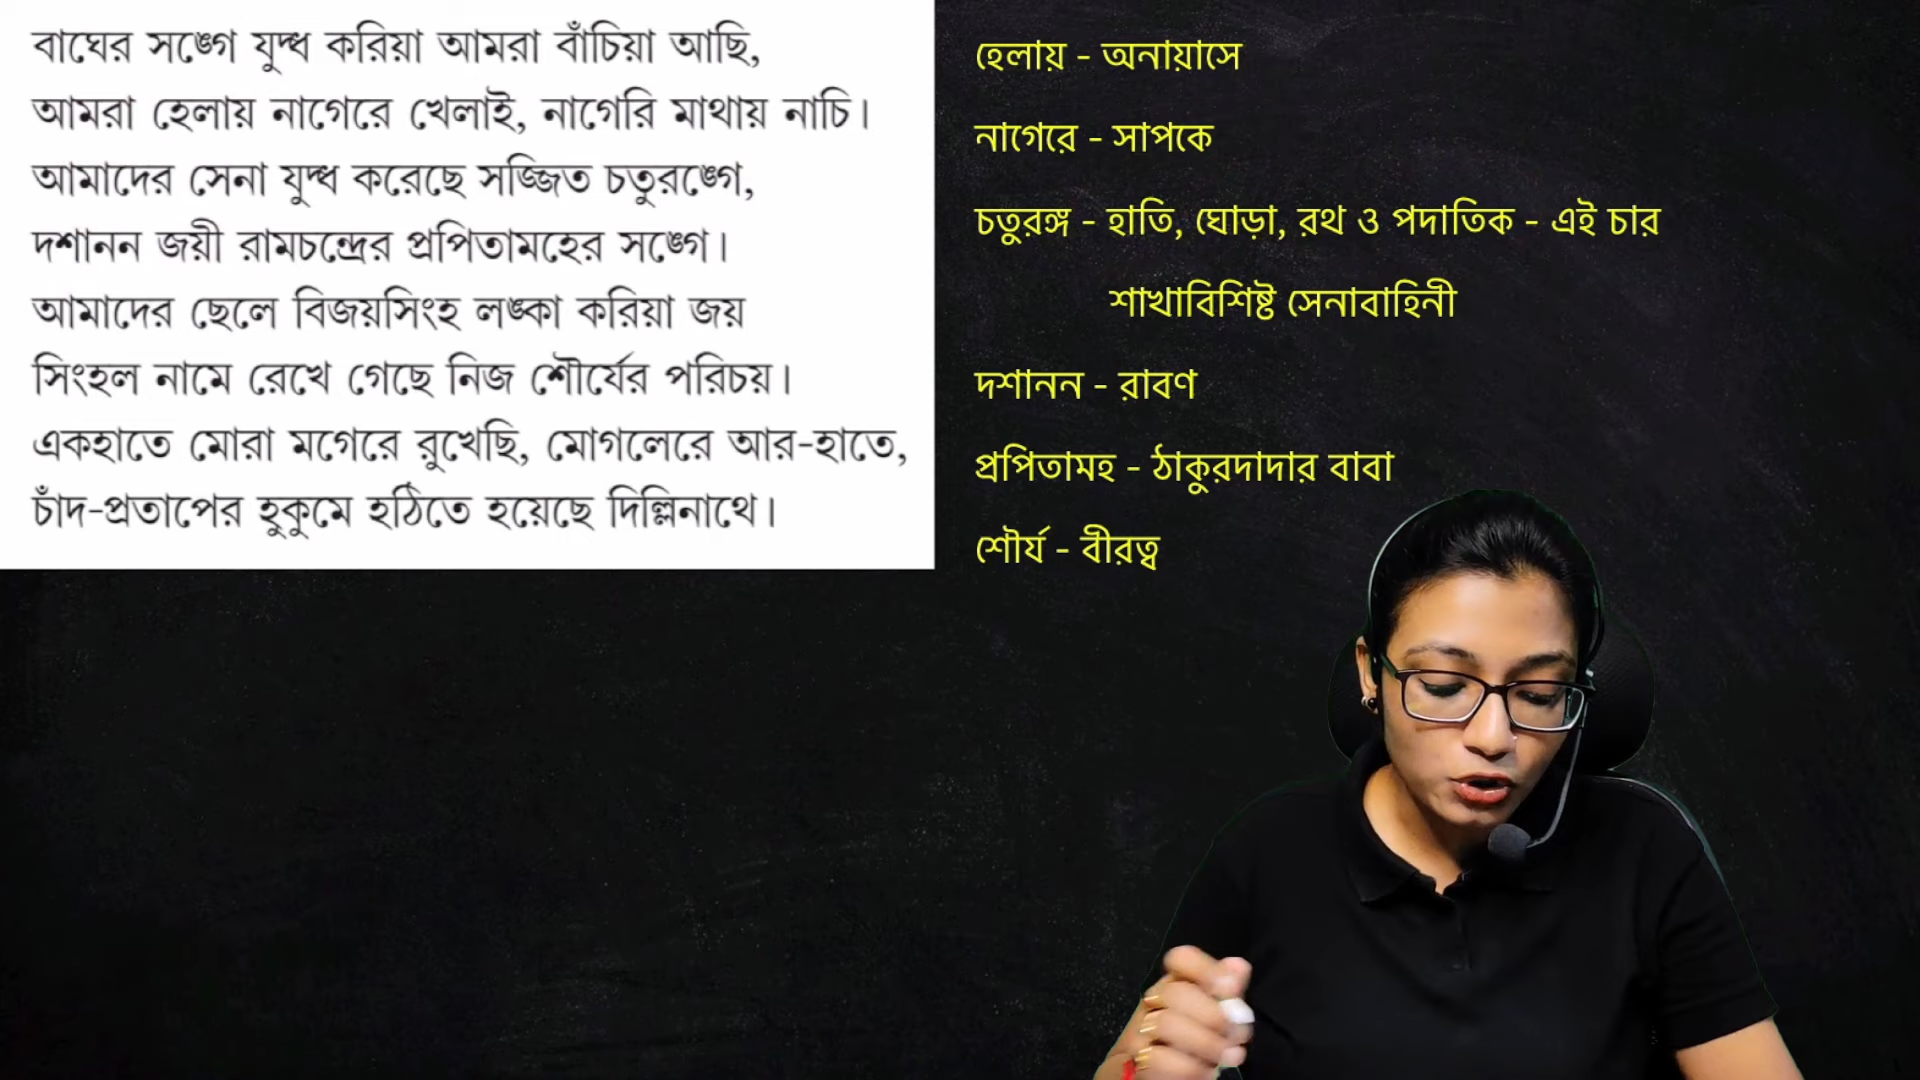 বাঘের সঙ্গে যুদ্ধ করিয়া আমরা বাঁচিয়া আছি,
আমরা হেলায় নাগেরে খেলাই, নাগেরি মাথায় নাচি।
আমাদের সেনা যুদ্ধ করেছে সজ্জিত চতুরঙ্গে,
দশানন জয়ী রামচন্দ্রের প্রপিতামহের সঙ্গে।
আমাদের ছেলে বিজয়সিংহ লঙ্কা করিয়া জয়
সিংহল নামে রেখে গেছে নিজ শৌর্যের পরিচয়।
একহাতে মোরা মগেরে রুখেছি, মোগলেরে আর-হাতে,
চাঁদ-প্রতাপের হুকুমে হঠিতে হয়েছে দিল্লিনাথে।
হেলায় - অনায়াসে
নাগেরে - সাপকে
চতুরঙ্গ - হাতি, ঘোড়া, রথ ও পদাতিক - এই চার
শাখাবিশিষ্ট সেনাবাহিনী
দশানন - রাবণ
প্রপিতামহ - ঠাকুরদাদার বাবা
শৌর্য - বীরত্ব